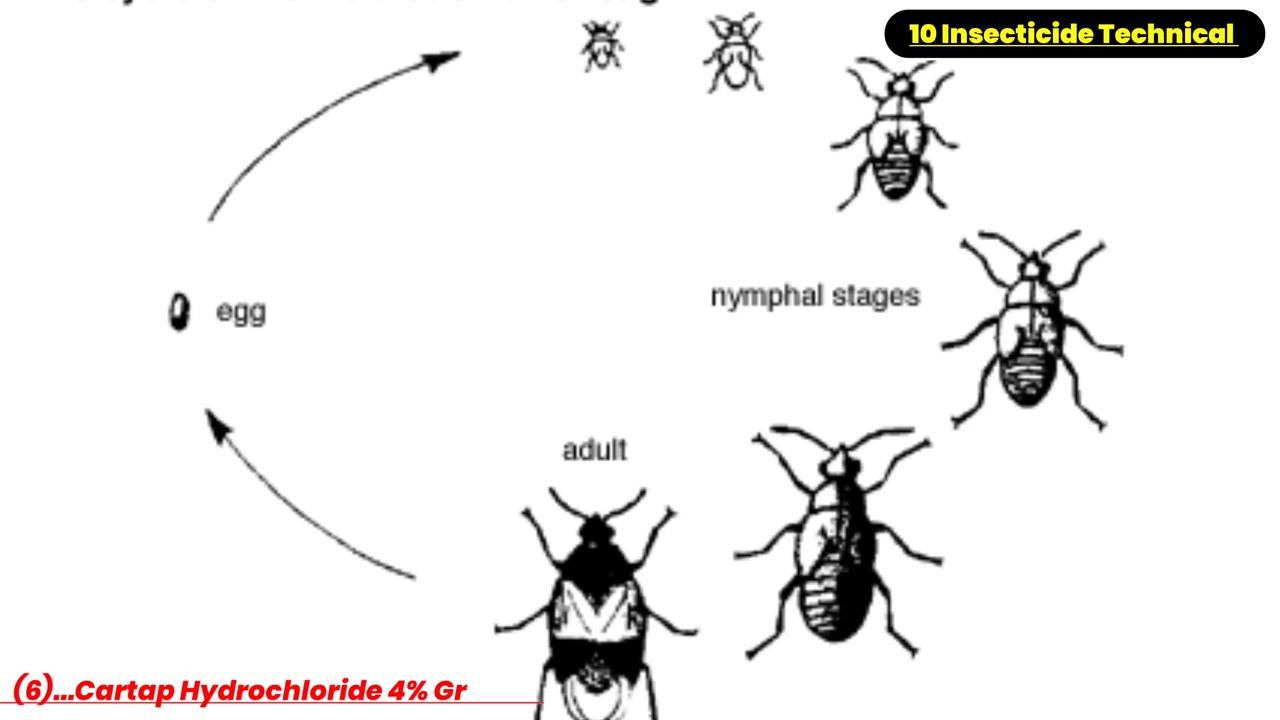 10 Insecticide Technical
egg
nymphal stages
adult
(6)...Cartap Hydrochloride 4% Gr